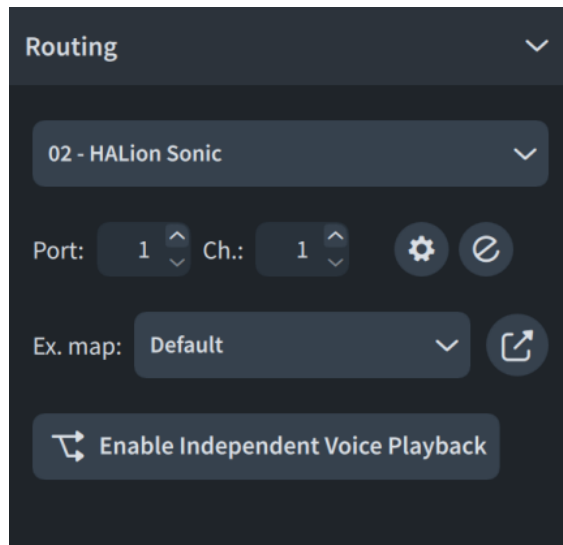 Routing
02 - HALion Sonic
Port: 1 Ch.: 1
Ex. map: Default
Enable Independent Voice Playback